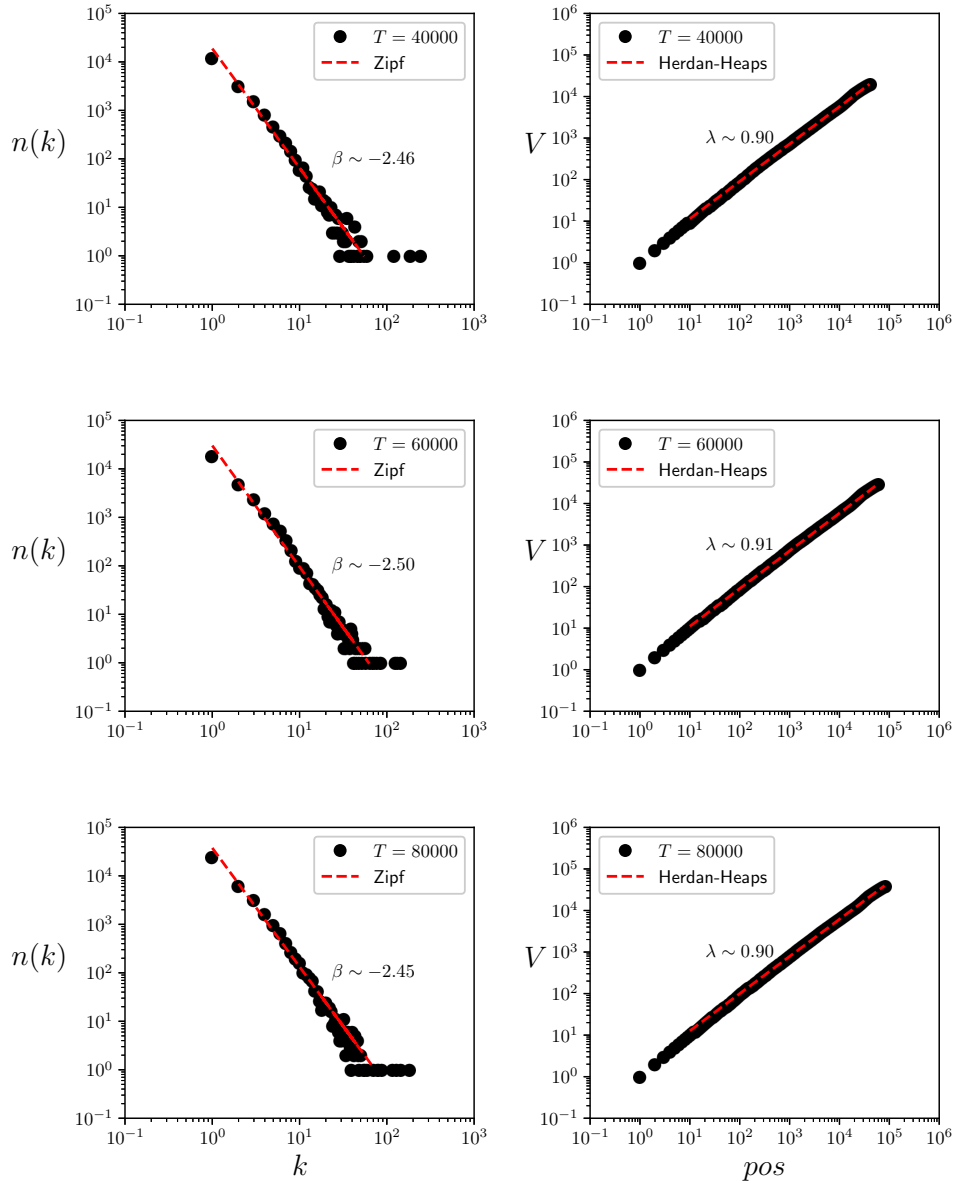 10^5
10^4
10^3
10^2
10^1
10^0
10^{-1}
n(k)
T = 40000
Zipf
β ∼ −2.46
10^{-1} 10^0 10^1 10^2 10^3
10^6
10^5
10^4
10^3
10^2
10^1
10^0
10^{-1}
V
T = 40000
Herdan-Heaps
λ ∼ 0.90
10^{-1} 10^0 10^1 10^2 10^3 10^4 10^5 10^6
10^5
10^4
10^3
10^2
10^1
10^0
10^{-1}
n(k)
T = 60000
Zipf
β ∼ −2.50
10^{-1} 10^0 10^1 10^2 10^3
10^6
10^5
10^4
10^3
10^2
10^1
10^0
10^{-1}
V
T = 60000
Herdan-Heaps
λ ∼ 0.91
10^{-1} 10^0 10^1 10^2 10^3 10^4 10^5 10^6
10^5
10^4
10^3
10^2
10^1
10^0
10^{-1}
n(k)
T = 80000
Zipf
β ∼ −2.45
10^{-1} 10^0 10^1 10^2 10^3
k
10^6
10^5
10^4
10^3
10^2
10^1
10^0
10^{-1}
V
T = 80000
Herdan-Heaps
λ ∼ 0.90
10^{-1} 10^0 10^1 10^2 10^3 10^4 10^5 10^6
pos